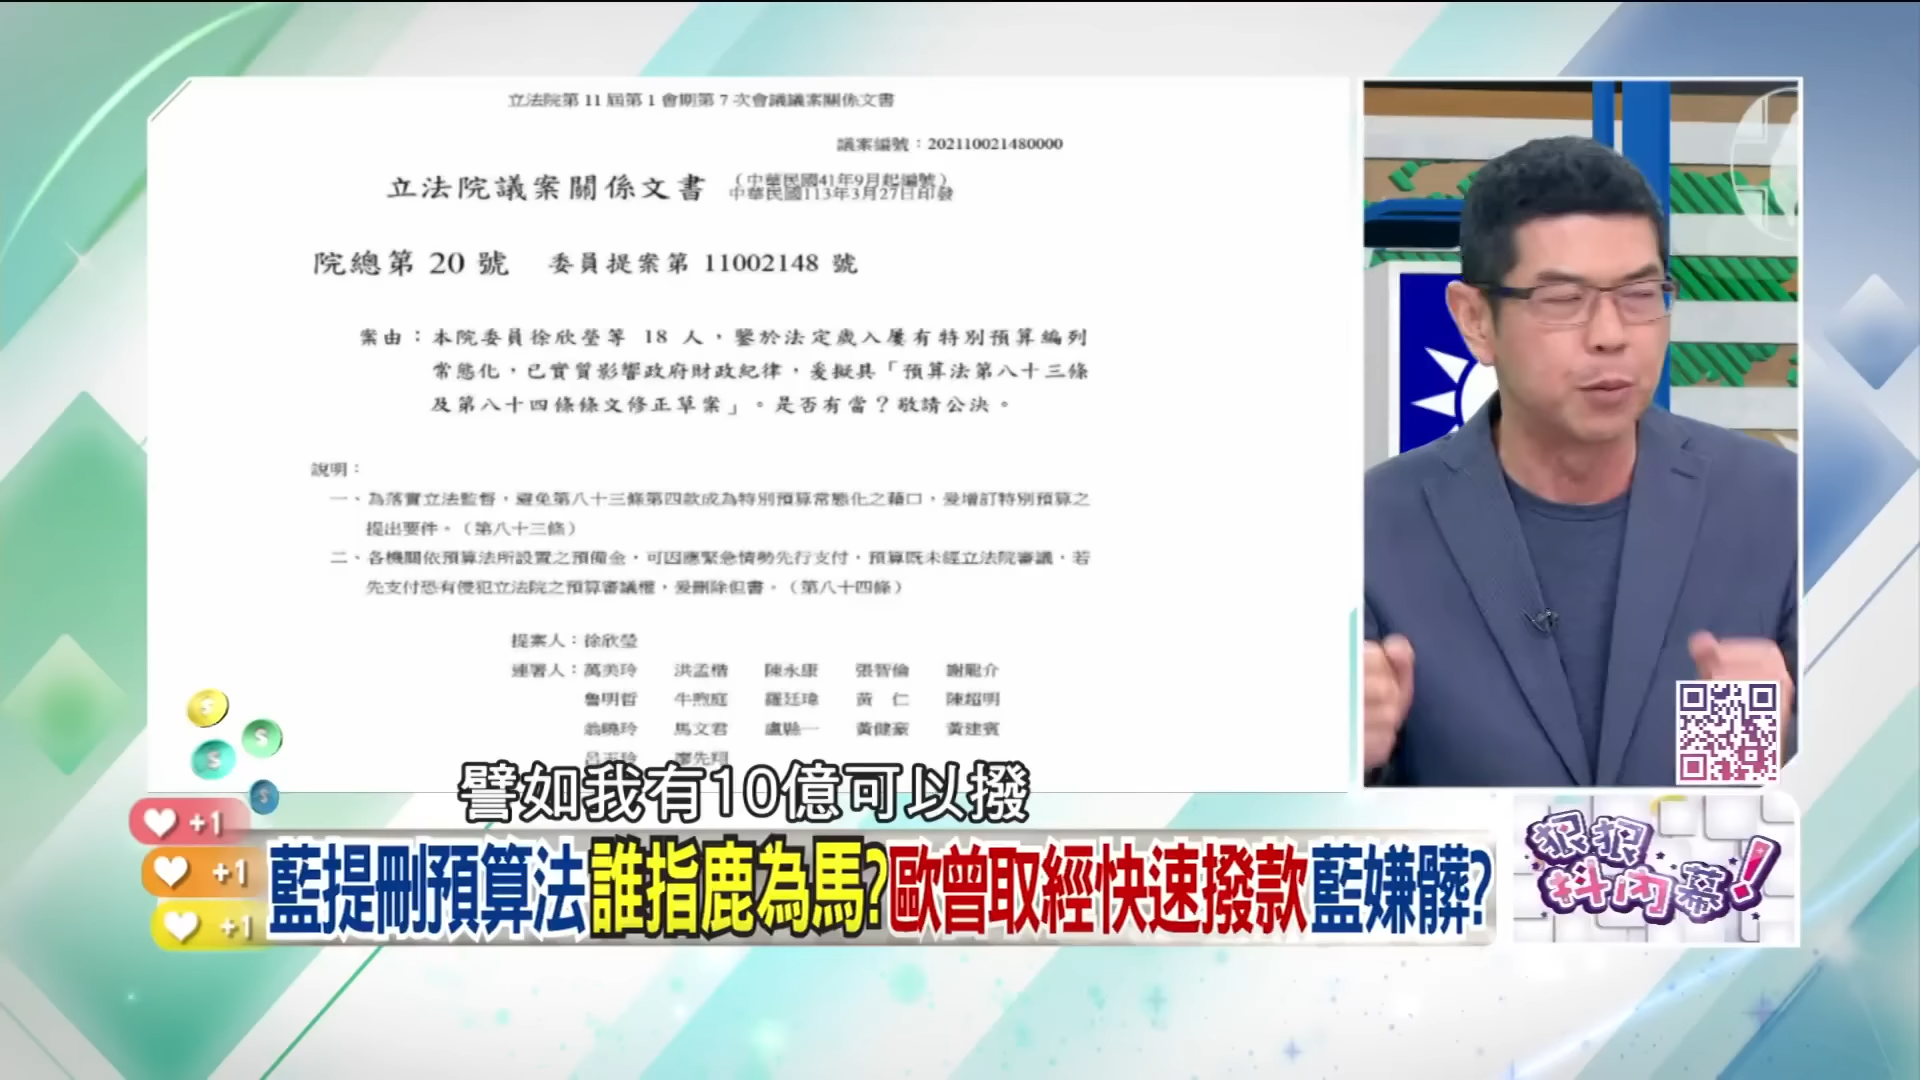 立法院第 11 屆第 1 會期第 7 次會議議案關係文書
議案編號：202110021480000
立法院議案關係文書
（中華民國41年9月起編號）
中華民國113年3月27日印發
院總第 20 號 委員提案第 11002148 號
案由：本院委員徐欣瑩等 18 人，鑒於法定歲入屢有特別預算編列
常態化，已實質影響政府財政紀律，爰擬具「預算法第八十三條
及第八十四條條文修正草案」。是否有當？敬請公決。
說明：
一、為落實立法監督，避免第八十三條第四款成為特別預算常態化之藉口，爰增訂特別預算之
提出要件。（第八十三條）
二、各機關依預算法所設置之預備金，可因應緊急情勢先行支付，預算既未經立法院審議，若
先支付恐有侵犯立法院之預算審議權，爰刪除但書。（第八十四條）
提案人：徐欣瑩
連署人：萬美玲 洪孟楷 陳永康 張智倫 謝龍介
魯明哲 牛煦庭 羅廷瑋 黃 仁 陳超明
翁曉玲 馬文君 盧縣一 黃健豪 黃建賓
呂玉玲 廖先翔
譬如我有10億可以撥
+1
+1
+1
藍提刪預算法誰指鹿為馬?歐曾取經快速撥款藍嫌髒?
狠狠
抖內幕!